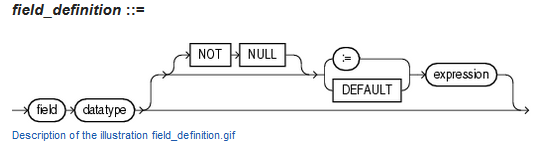 field_definition ::=
NOT NULL :=
DEFAULT expression
field datatype
Description of the illustration field_definition.gif